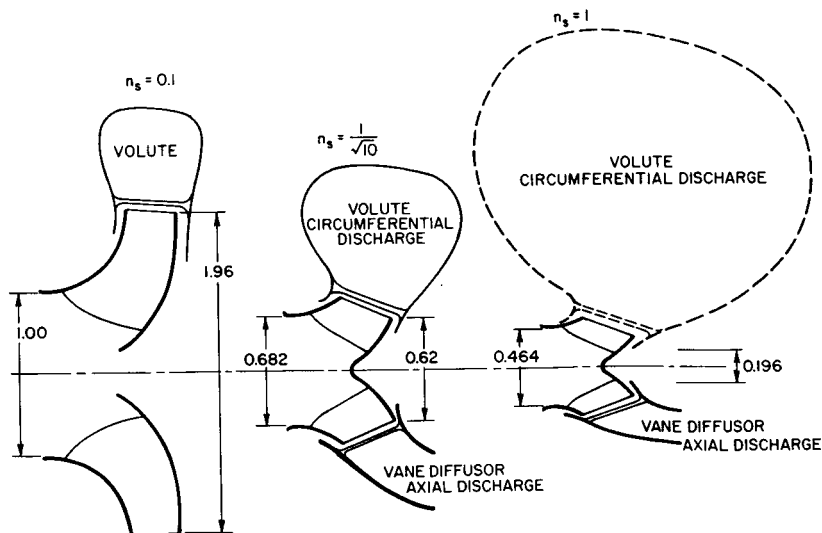 n_s = 0.1
VOLUTE
1.00
1.96
n_s = 1/√10
VOLUTE
CIRCUMFERENTIAL
DISCHARGE
0.682
0.62
VANE DIFFUSOR
AXIAL DISCHARGE
n_s = 1
VOLUTE
CIRCUMFERENTIAL DISCHARGE
0.464
0.196
VANE DIFFUSOR
AXIAL DISCHARGE